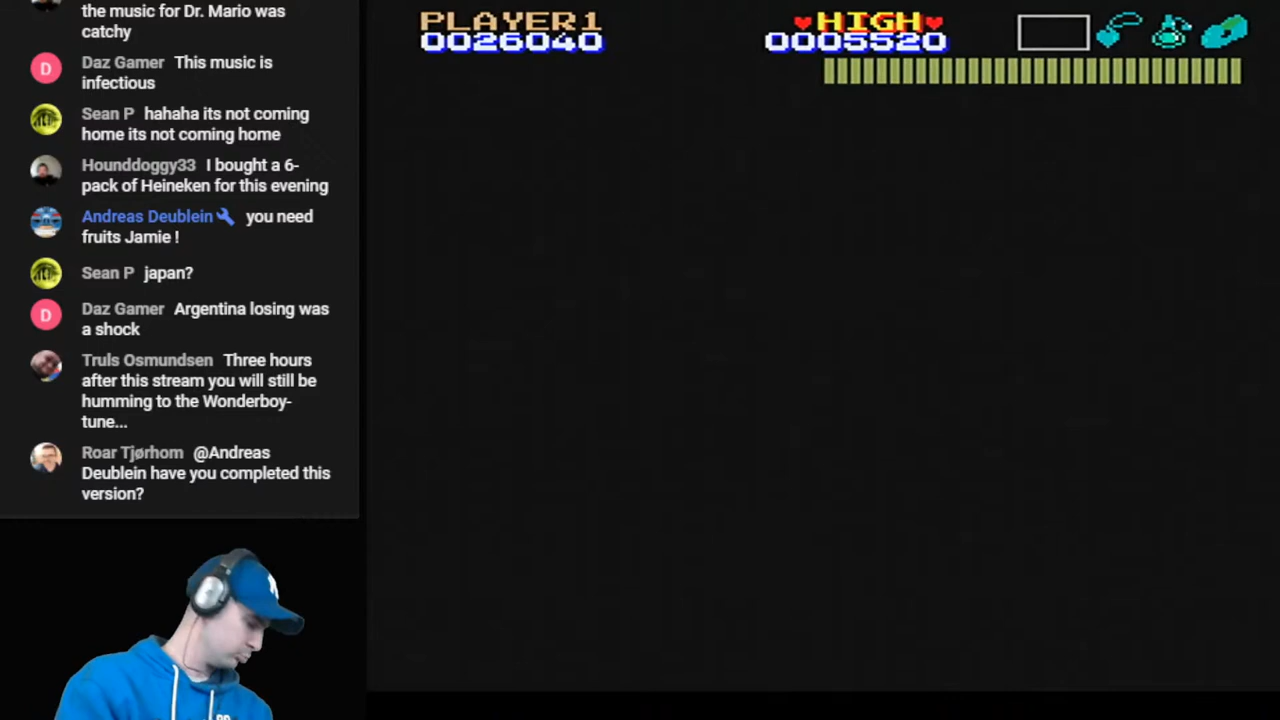 the music for Dr. Mario was
catchy
D Daz Gamer This music is
infectious
Sean P hahaha its not coming
home its not coming home
Hounddoggy33 I bought a 6-
pack of Heineken for this evening
Andreas Deublein you need
fruits Jamie !
Sean P japan?
D Daz Gamer Argentina losing was
a shock
Truls Osmundsen Three hours
after this stream you will still be
humming to the Wonderboy-
tune...
Roar Tjørhom @Andreas
Deublein have you completed this
version?
PLAYER1
0026040
HIGH
0005520